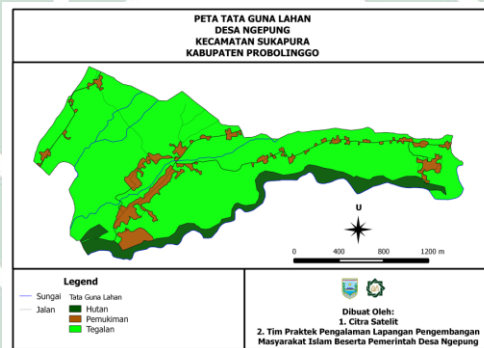 PETA TATA GUNA LAHAN
DESA NGEPUNG
KECAMATAN SUKAPURA
KABUPATEN PROBOLINGGO
U
0 400 800 1200 m
Legend
Sungai
Jalan
Tata Guna Lahan
Hutan
Pemukiman
Tegalan
Dibuat Oleh:
1. Citra Satelit
2. Tim Praktek Pengalaman Lapangan Pengembangan
Masyarakat Islam Beserta Pemerintah Desa Ngepung